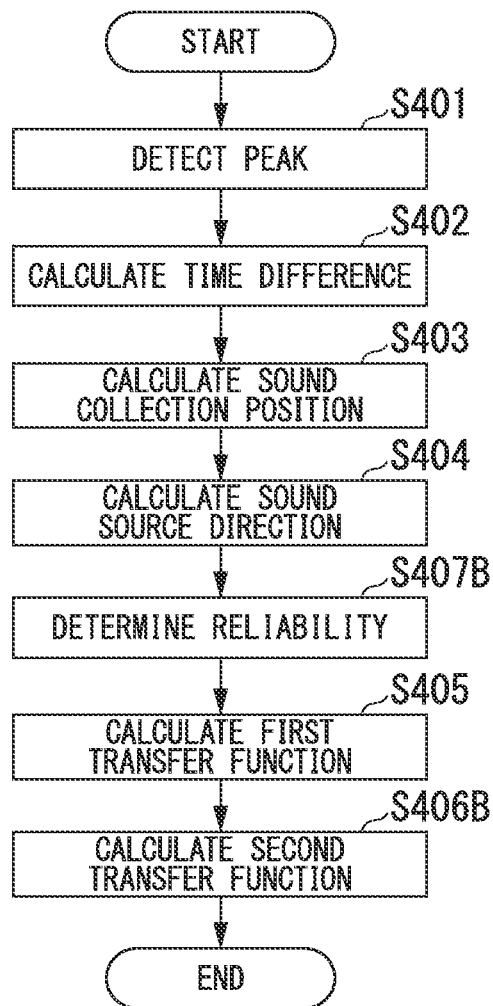 START
S401
DETECT PEAK
S402
CALCULATE TIME DIFFERENCE
S403
CALCULATE SOUND
COLLECTION POSITION
S404
CALCULATE SOUND
SOURCE DIRECTION
S407B
DETERMINE RELIABILITY
S405
CALCULATE FIRST
TRANSFER FUNCTION
S406B
CALCULATE SECOND
TRANSFER FUNCTION
END